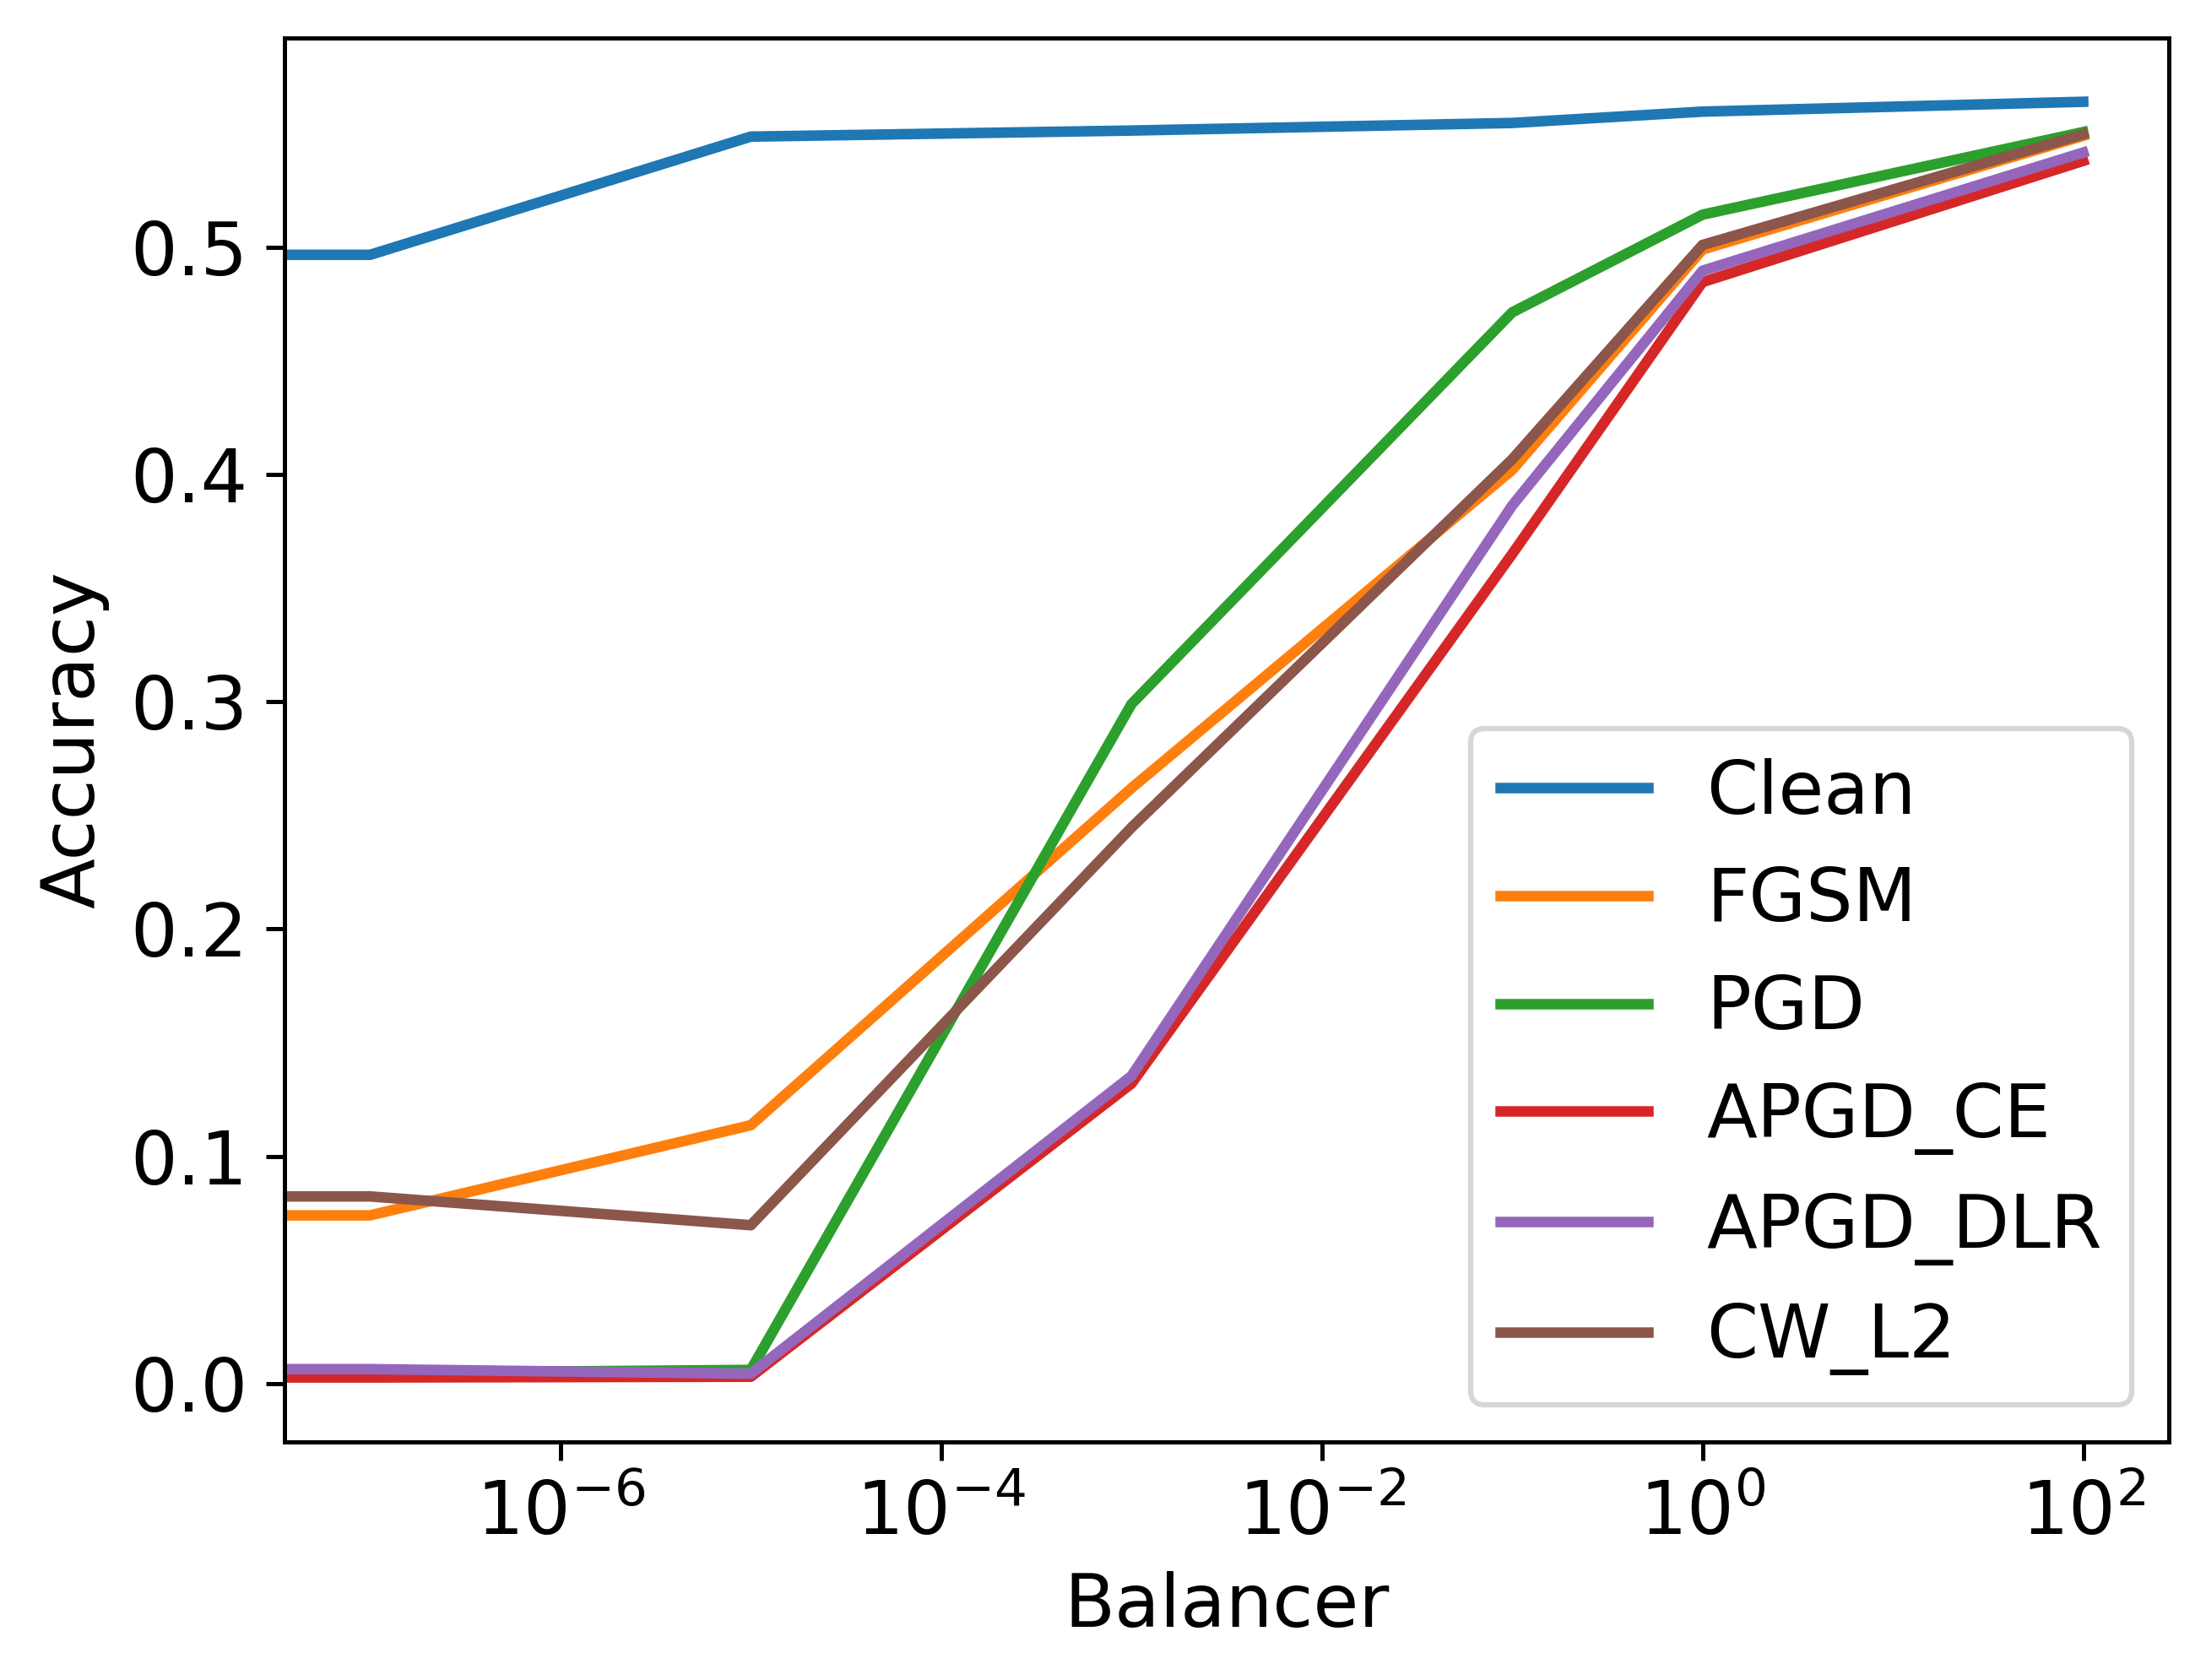 Accuracy
0.5
0.4
0.3
0.2
0.1
0.0
10⁻⁶ 10⁻⁴ 10⁻² 10⁰ 10²
Balancer
Clean
FGSM
PGD
APGD_CE
APGD_DLR
CW_L2